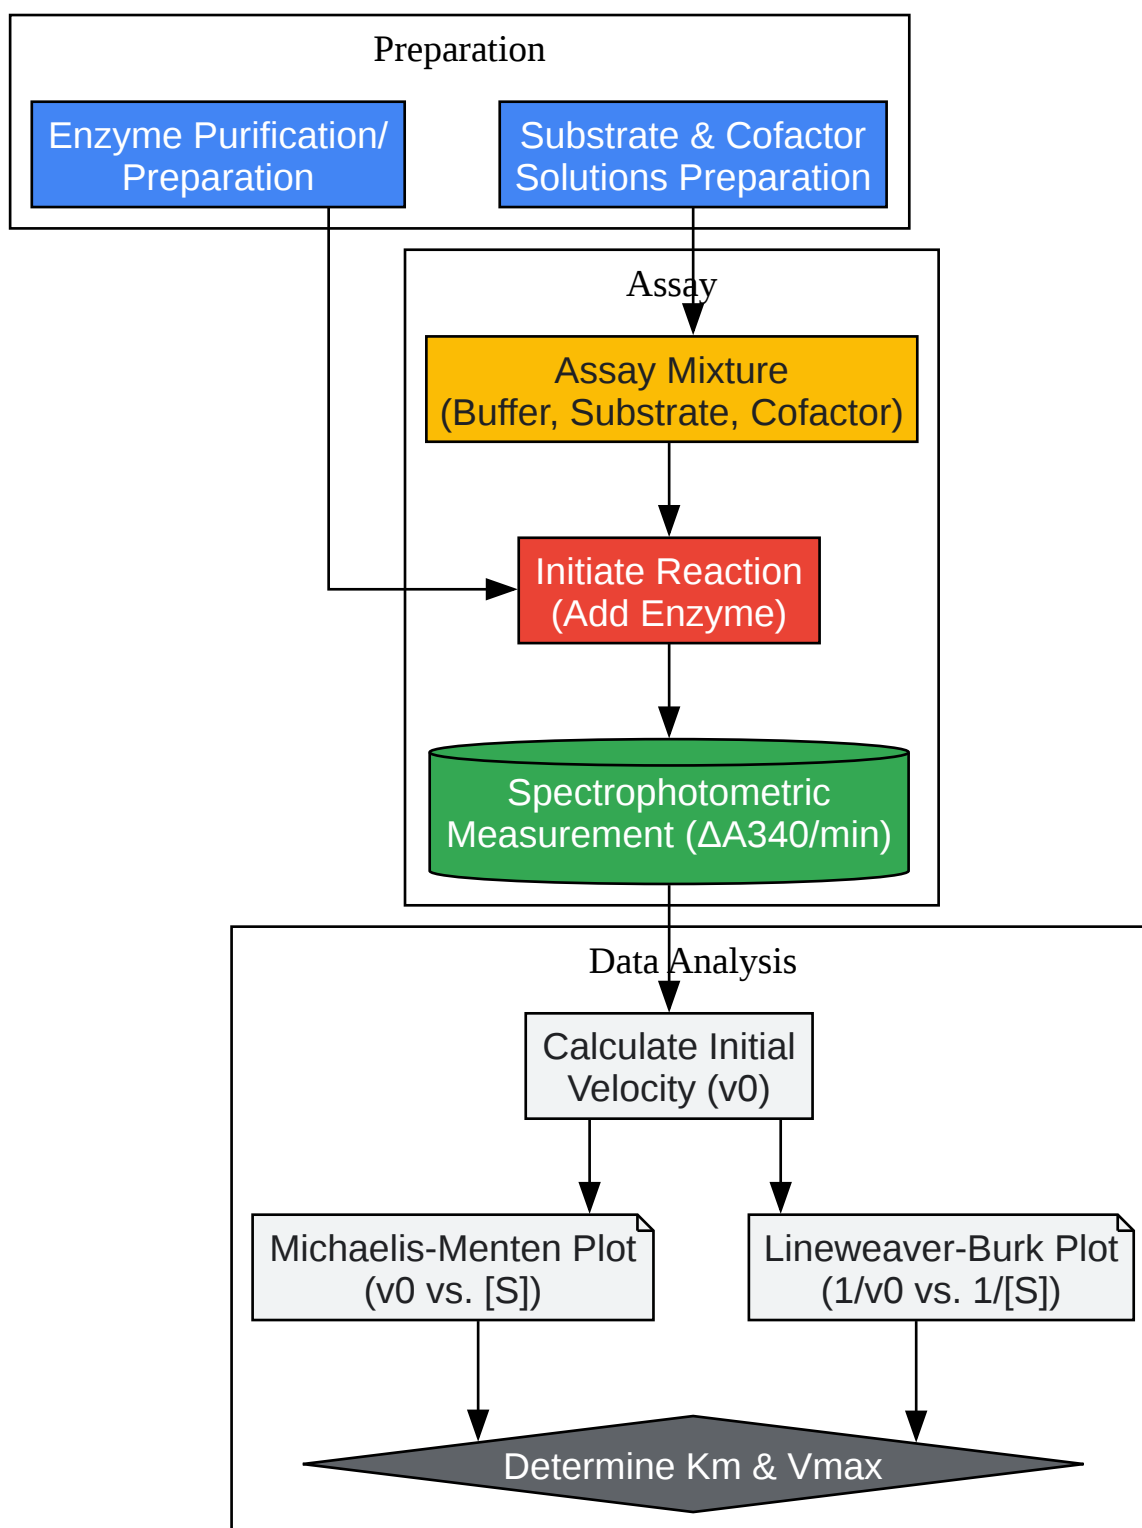 Preparation
Enzyme Purification/
Preparation
Substrate & Cofactor
Solutions Preparation
Assay
Assay Mixture
(Buffer, Substrate, Cofactor)
Initiate Reaction
(Add Enzyme)
Spectrophotometric
Measurement (ΔA340/min)
Data Analysis
Calculate Initial
Velocity (v0)
Michaelis-Menten Plot
(v0 vs. [S])
Lineweaver-Burk Plot
(1/v0 vs. 1/[S])
Determine Km & Vmax